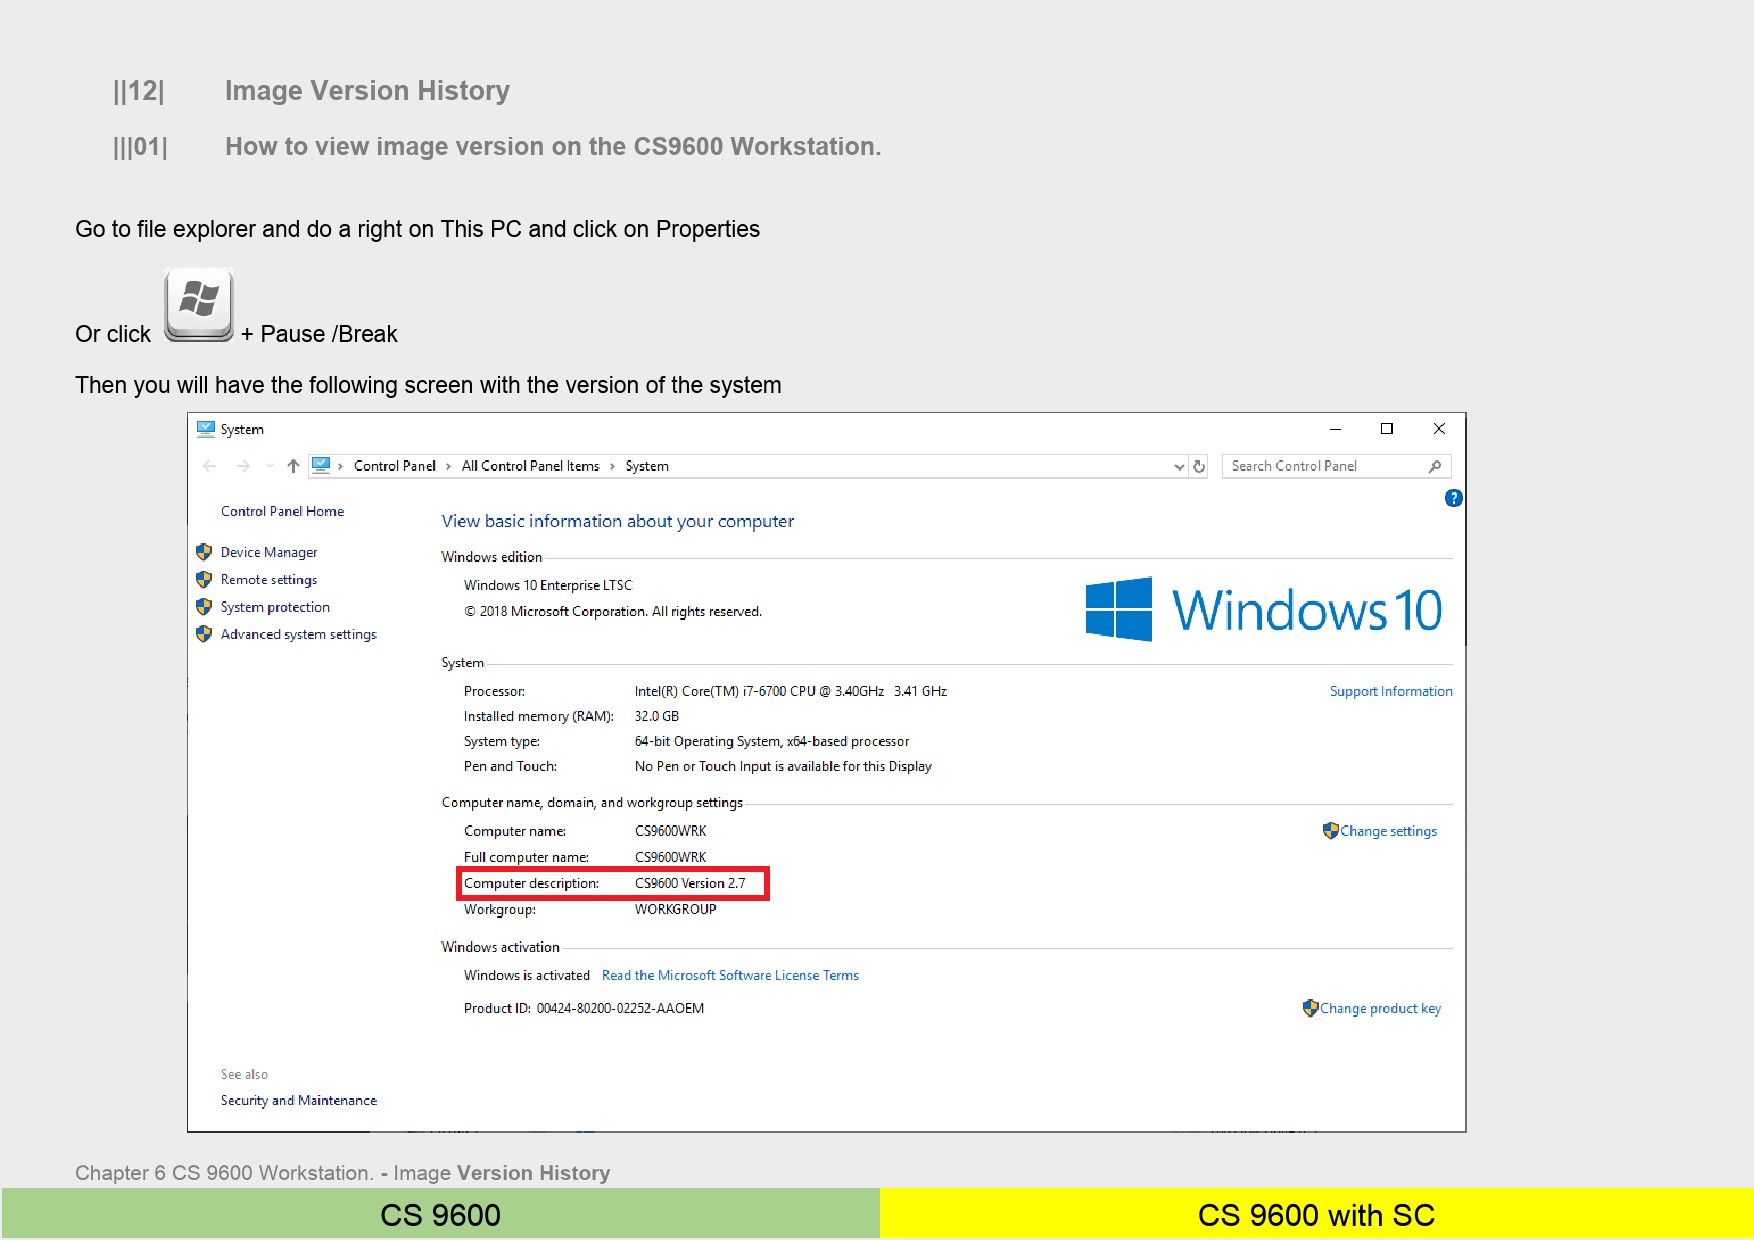 ||12| Image Version History
|||01| How to view image version on the CS9600 Workstation.
Go to file explorer and do a right on This PC and click on Properties
Or click + Pause /Break
Then you will have the following screen with the version of the system
System
Control Panel > All Control Panel Items > System
Search Control Panel
?
Control Panel Home
Device Manager
Remote settings
System protection
Advanced system settings
View basic information about your computer
Windows edition
Windows 10 Enterprise LTSC
© 2018 Microsoft Corporation. All rights reserved.
Windows 10
System
Processor: Intel(R) Core(TM) i7-6700 CPU @ 3.40GHz 3.41 GHz
Support Information
Installed memory (RAM): 32.0 GB
System type: 64-bit Operating System, x64-based processor
Pen and Touch: No Pen or Touch Input is available for this Display
Computer name, domain, and workgroup settings
Computer name: CS9600WRK
Change settings
Full computer name: CS9600WRK
Computer description: CS9600 Version 2.7
Workgroup: WORKGROUP
Windows activation
Windows is activated Read the Microsoft Software License Terms
Product ID: 00424-80200-02252-AAOEM
Change product key
See also
Security and Maintenance
Chapter 6 CS 9600 Workstation. - Image Version History
CS 9600
CS 9600 with SC